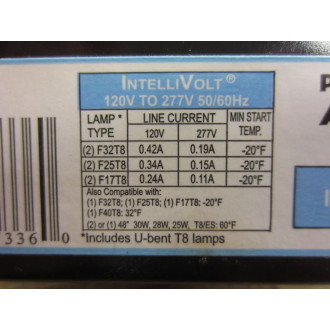 INTELLIVOLT®
120V TO 277V 50/60Hz
LAMP * TYPE LINE CURRENT MIN START TEMP.
120V 277V
(2) F32T8 0.42A 0.19A -20°F
(2) F25T8 0.34A 0.15A -20°F
(2) F17T8 0.24A 0.11A -20°F
Also Compatible with:
(1) F32T8; (1) F25T8; (1) F17T8: -20°F
(1) F40T8: 32°F
(2) or (1) 48" 30W, 28W, 25W, T8/ES: 60°F
*Includes U-bent T8 lamps
336 0